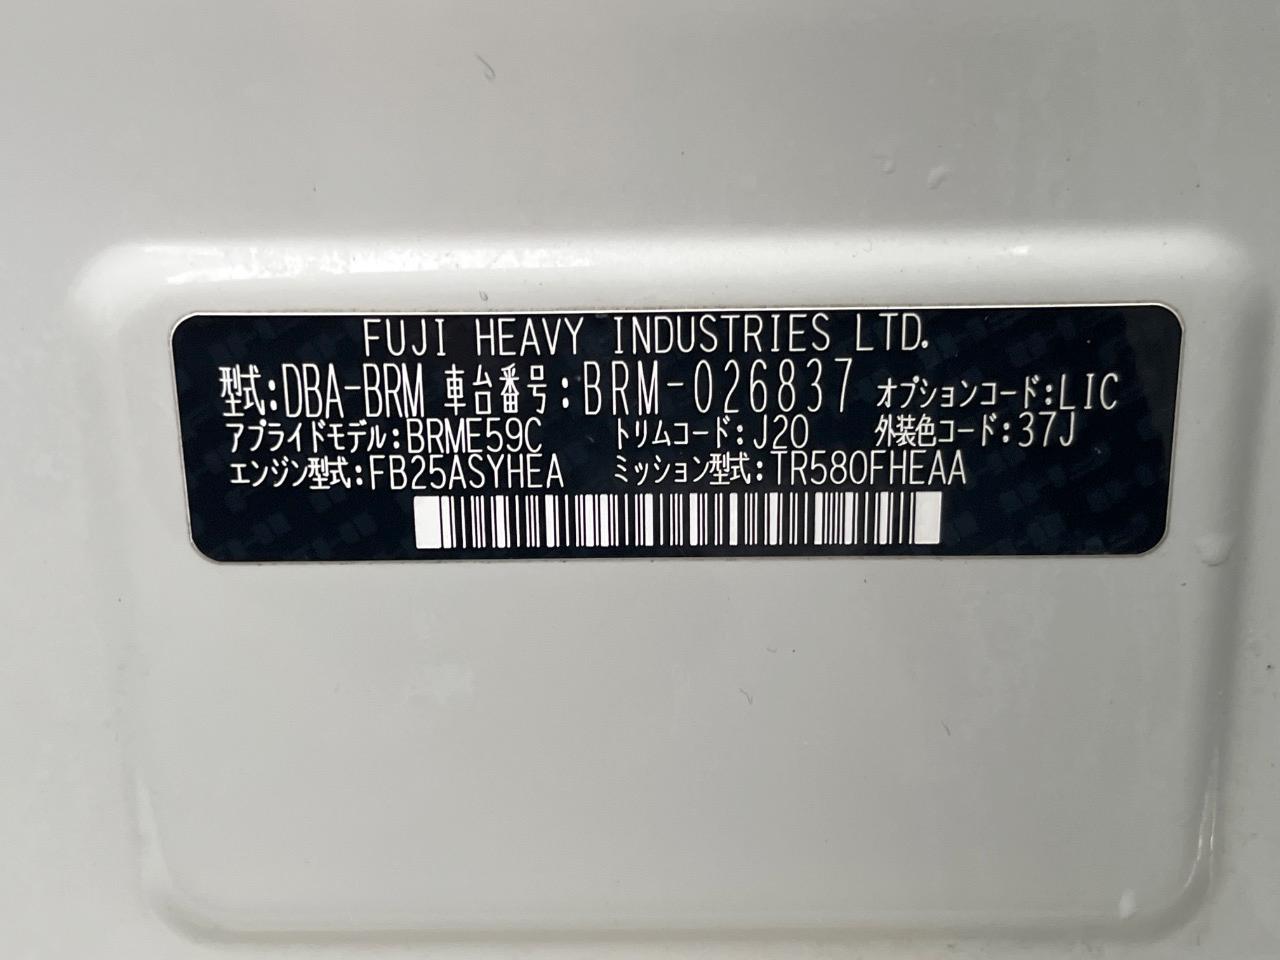 FUJI HEAVY INDUSTRIES LTD.
型式:DBA-BRM 車台番号:BRM-026837 オプションコード:LIC
アプライドモデル:BRME59C トリムコード:J20 外装色コード:37J
エンジン型式:FB25ASYHEA ミッション型式:TR580FHEAA